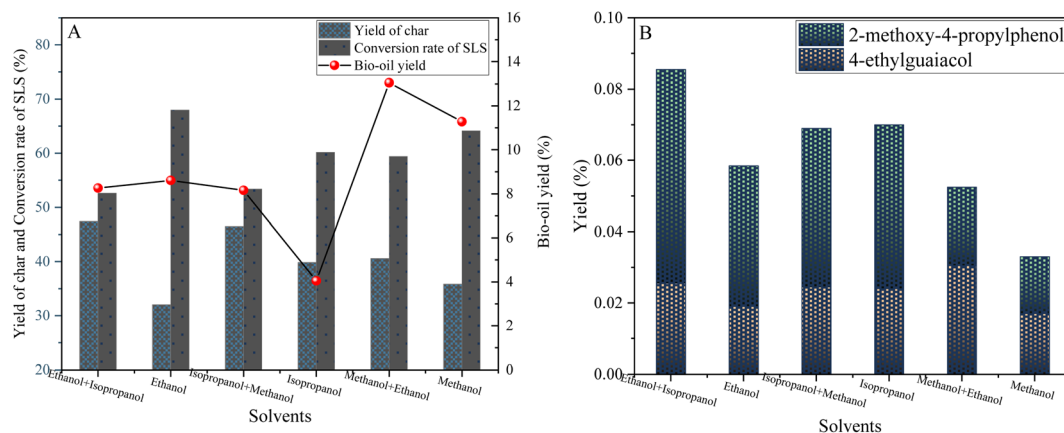 A
Yield of char
Conversion rate of SLS
Bio-oil yield
Yield of char and Conversion rate of SLS (%)
85
80
70
60
50
40
30
20
16
14
12
10
8
6
4
2
0
Bio-oil yield (%)
Ethanol+Isopropanol
Ethanol
Isopropanol+Methanol
Isopropanol
Methanol+Ethanol
Methanol
Solvents
B
2-methoxy-4-propylphenol
4-ethylguaiacol
Yield (%)
0.10
0.08
0.06
0.04
0.02
0.00
Ethanol+Isopropanol
Ethanol
Isopropanol+Methanol
Isopropanol
Methanol+Ethanol
Methanol
Solvents